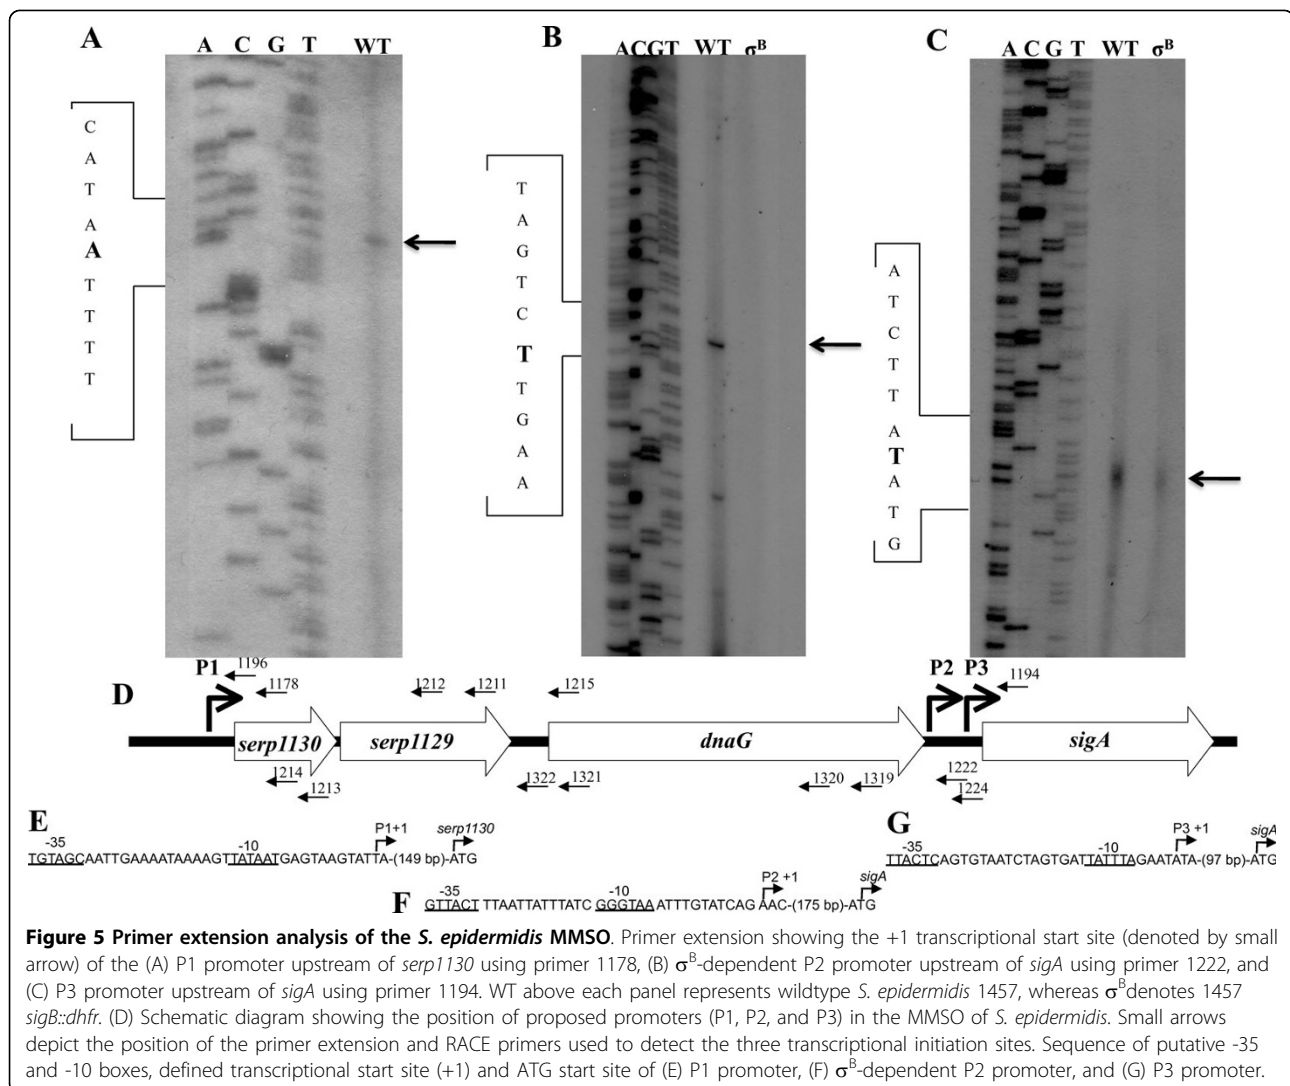 A
A C G T WT
C
A
T
A
A
T
T
T
T
B
ACGT WT σB
T
A
G
T
C
T
T
G
A
A
C
A C G T WT σB
A
T
C
T
T
A
T
A
T
G
D
P1
1196
1178
1212
1211
1215
P2 P3
1194
serp1130 serp1129 dnaG sigA
1214
1213
1322
1321
1320
1319
1222
1224
E
-35 -10 P1+1 serp1130
TGTAGCAATTGAAAATAAAAGTTATAATGAGTAAGTATTA-(149 bp)-ATG
G
-35 -10 P3 +1 sigA
TTACTCAGTGTAATCTAGTGATTATTTAGAATATA-(97 bp)-ATG
F
-35 -10 P2 +1 sigA
GTTACT TTAATTATTTATC GGGTAA ATTTGTATCAG AAC-(175 bp)-ATG
Figure 5 Primer extension analysis of the S. epidermidis MMSO. Primer extension showing the +1 transcriptional start site (denoted by small
arrow) of the (A) P1 promoter upstream of serp1130 using primer 1178, (B) σB-dependent P2 promoter upstream of sigA using primer 1222, and
(C) P3 promoter upstream of sigA using primer 1194. WT above each panel represents wildtype S. epidermidis 1457, whereas σB denotes 1457
sigB::dhfr. (D) Schematic diagram showing the position of proposed promoters (P1, P2, and P3) in the MMSO of S. epidermidis. Small arrows
depict the position of the primer extension and RACE primers used to detect the three transcriptional initiation sites. Sequence of putative -35
and -10 boxes, defined transcriptional start site (+1) and ATG start site of (E) P1 promoter, (F) σB-dependent P2 promoter, and (G) P3 promoter.